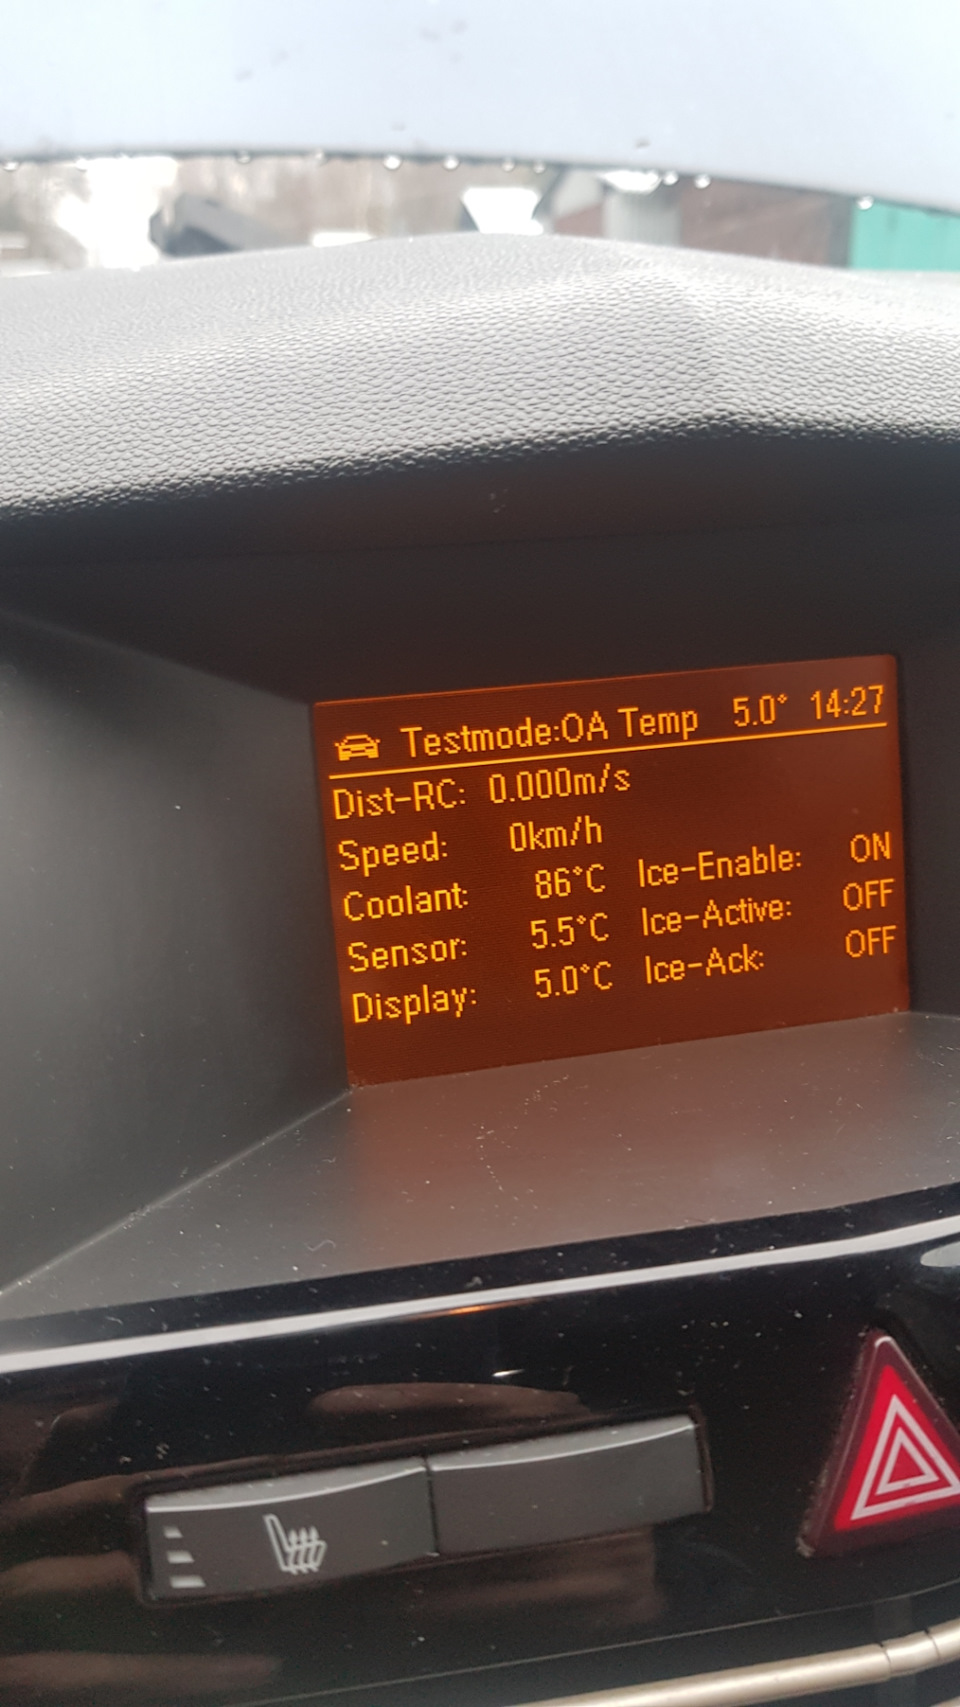 Testmode:OA Temp 5.0° 14:27
Dist-RC: 0.000m/s
Speed: 0km/h
Coolant: 86°C Ice-Enable: ON
Sensor: 5.5°C Ice-Active: OFF
Display: 5.0°C Ice-Ack: OFF